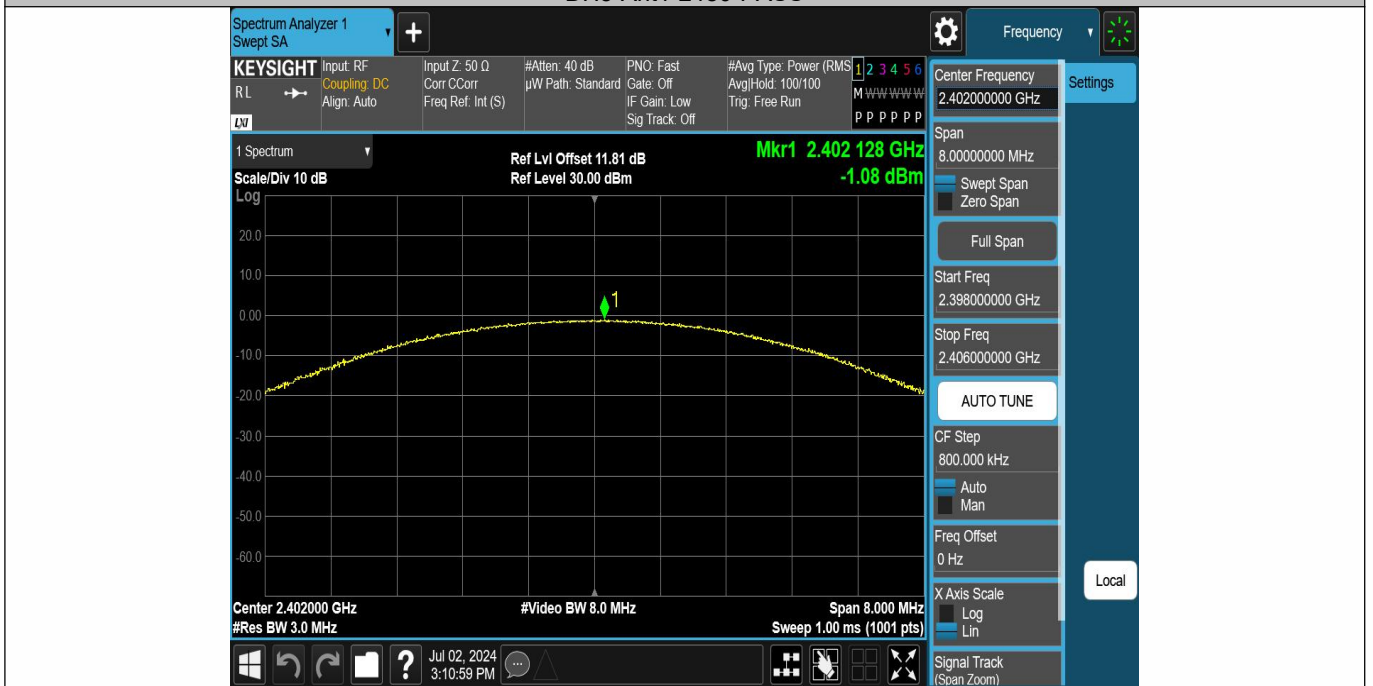 Spectrum Analyzer 1
Swept SA
+
Frequency
KEYSIGHT
RL
LXI
Input: RF
Coupling: DC
Align: Auto
Input Z: 50 Ω
Corr CCorr
Freq Ref: Int (S)
#Atten: 40 dB
µW Path: Standard
PNO: Fast
Gate: Off
IF Gain: Low
Sig Track: Off
#Avg Type: Power (RMS
Avg|Hold: 100/100
Trig: Free Run
1 2 3 4 5 6
M W W W W W
P P P P P P
1 Spectrum
Scale/Div 10 dB
Ref Lvl Offset 11.81 dB
Ref Level 30.00 dBm
Mkr1 2.402 128 GHz
-1.08 dBm
Log
20.0
10.0
0.00
-10.0
-20.0
-30.0
-40.0
-50.0
-60.0
1
Center 2.402000 GHz
#Res BW 3.0 MHz
#Video BW 8.0 MHz
Span 8.000 MHz
Sweep 1.00 ms (1001 pts)
Center Frequency
2.402000000 GHz
Settings
Span
8.00000000 MHz
Swept Span
Zero Span
Full Span
Start Freq
2.398000000 GHz
Stop Freq
2.406000000 GHz
AUTO TUNE
CF Step
800.000 kHz
Auto
Man
Freq Offset
0 Hz
X Axis Scale
Log
Lin
Local
Signal Track
(Span Zoom)
?
Jul 02, 2024
3:10:59 PM